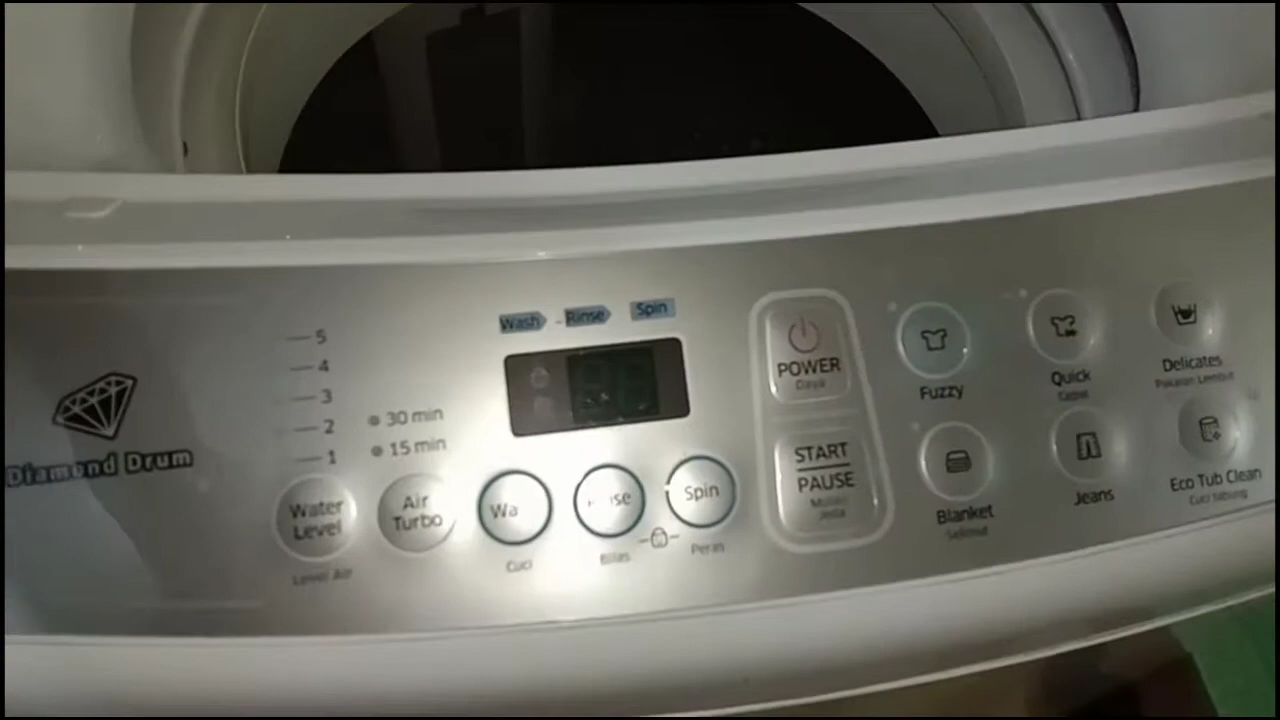 Wash Rinse Spin
5
4
3
2
1
30 min
15 min
Diamond Drum
Water
Level
Level Air
Air
Turbo
Wa
Cuci
Bilas
Spin
Peras
POWER
Daya
START
PAUSE
Mulai
Jeda
Fuzzy
Quick
Cepat
Delicates
Pakaian Lembut
Blanket
Selimut
Jeans
Eco Tub Clean
Cuci tabung